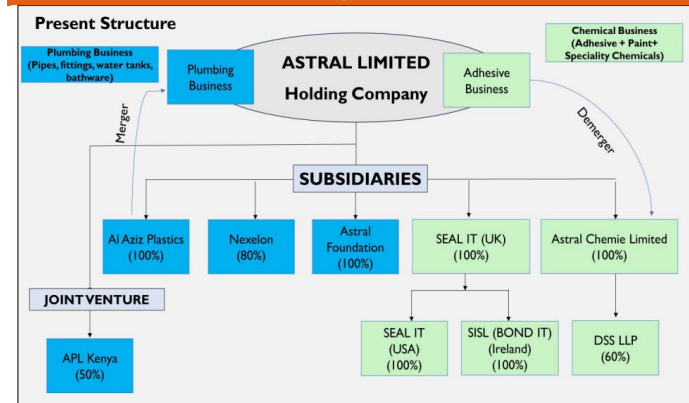 Present Structure
Plumbing Business
(Pipes, fittings, water tanks,
bathware)
Plumbing
Business
ASTRAL LIMITED
Holding Company
Adhesive
Business
Chemical Business
(Adhesive + Paint+
Speciality Chemicals)
Merger
Demerger
SUBSIDIARIES
Al Aziz Plastics
(100%)
Nexelon
(80%)
Astral
Foundation
(100%)
SEAL IT (UK)
(100%)
Astral Chemie Limited
(100%)
JOINT VENTURE
APL Kenya
(50%)
SEAL IT
(USA)
(100%)
SISL (BOND IT)
(Ireland)
(100%)
DSS LLP
(60%)